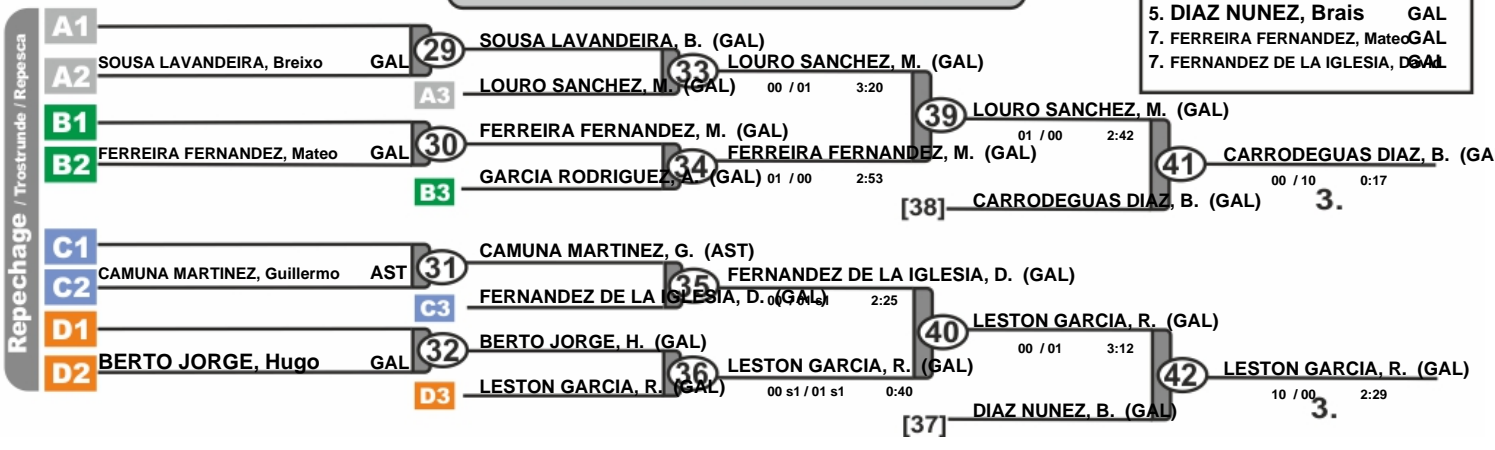 5. DIAZ NUNEZ, Brais GAL
7. FERREIRA FERNANDEZ, Mateo GAL
7. FERNANDEZ DE LA IGLESIA, GAL
Repechage / Trostrunde / Repesca
A1
SOUSA LAVANDEIRA, Breixo GAL
A2
29
SOUSA LAVANDEIRA, B. (GAL)
A3
LOURO SANCHEZ, M. (GAL)
33
LOURO SANCHEZ, M. (GAL)
00 / 01 3:20
B1
FERREIRA FERNANDEZ, Mateo GAL
B2
30
FERREIRA FERNANDEZ, M. (GAL)
B3
GARCIA RODRIGUEZ, A. (GAL)
34
FERREIRA FERNANDEZ, M. (GAL)
01 / 00 2:53
39
LOURO SANCHEZ, M. (GAL)
01 / 00 2:42
[38]
CARRODEGUAS DIAZ, B. (GAL)
41
CARRODEGUAS DIAZ, B. (GA
00 / 10 0:17
3.
C1
CAMUNA MARTINEZ, Guillermo AST
C2
31
CAMUNA MARTINEZ, G. (AST)
C3
FERNANDEZ DE LA IGLESIA, D. (GAL)
35
FERNANDEZ DE LA IGLESIA, D. (GAL)
00 / 01 s1 2:25
D1
BERTO JORGE, Hugo GAL
D2
32
BERTO JORGE, H. (GAL)
D3
LESTON GARCIA, R. (GAL)
36
LESTON GARCIA, R. (GAL)
00 s1 / 01 s1 0:40
40
LESTON GARCIA, R. (GAL)
00 / 01 3:12
[37]
DIAZ NUNEZ, B. (GAL)
42
LESTON GARCIA, R. (GAL)
10 / 00 2:29
3.